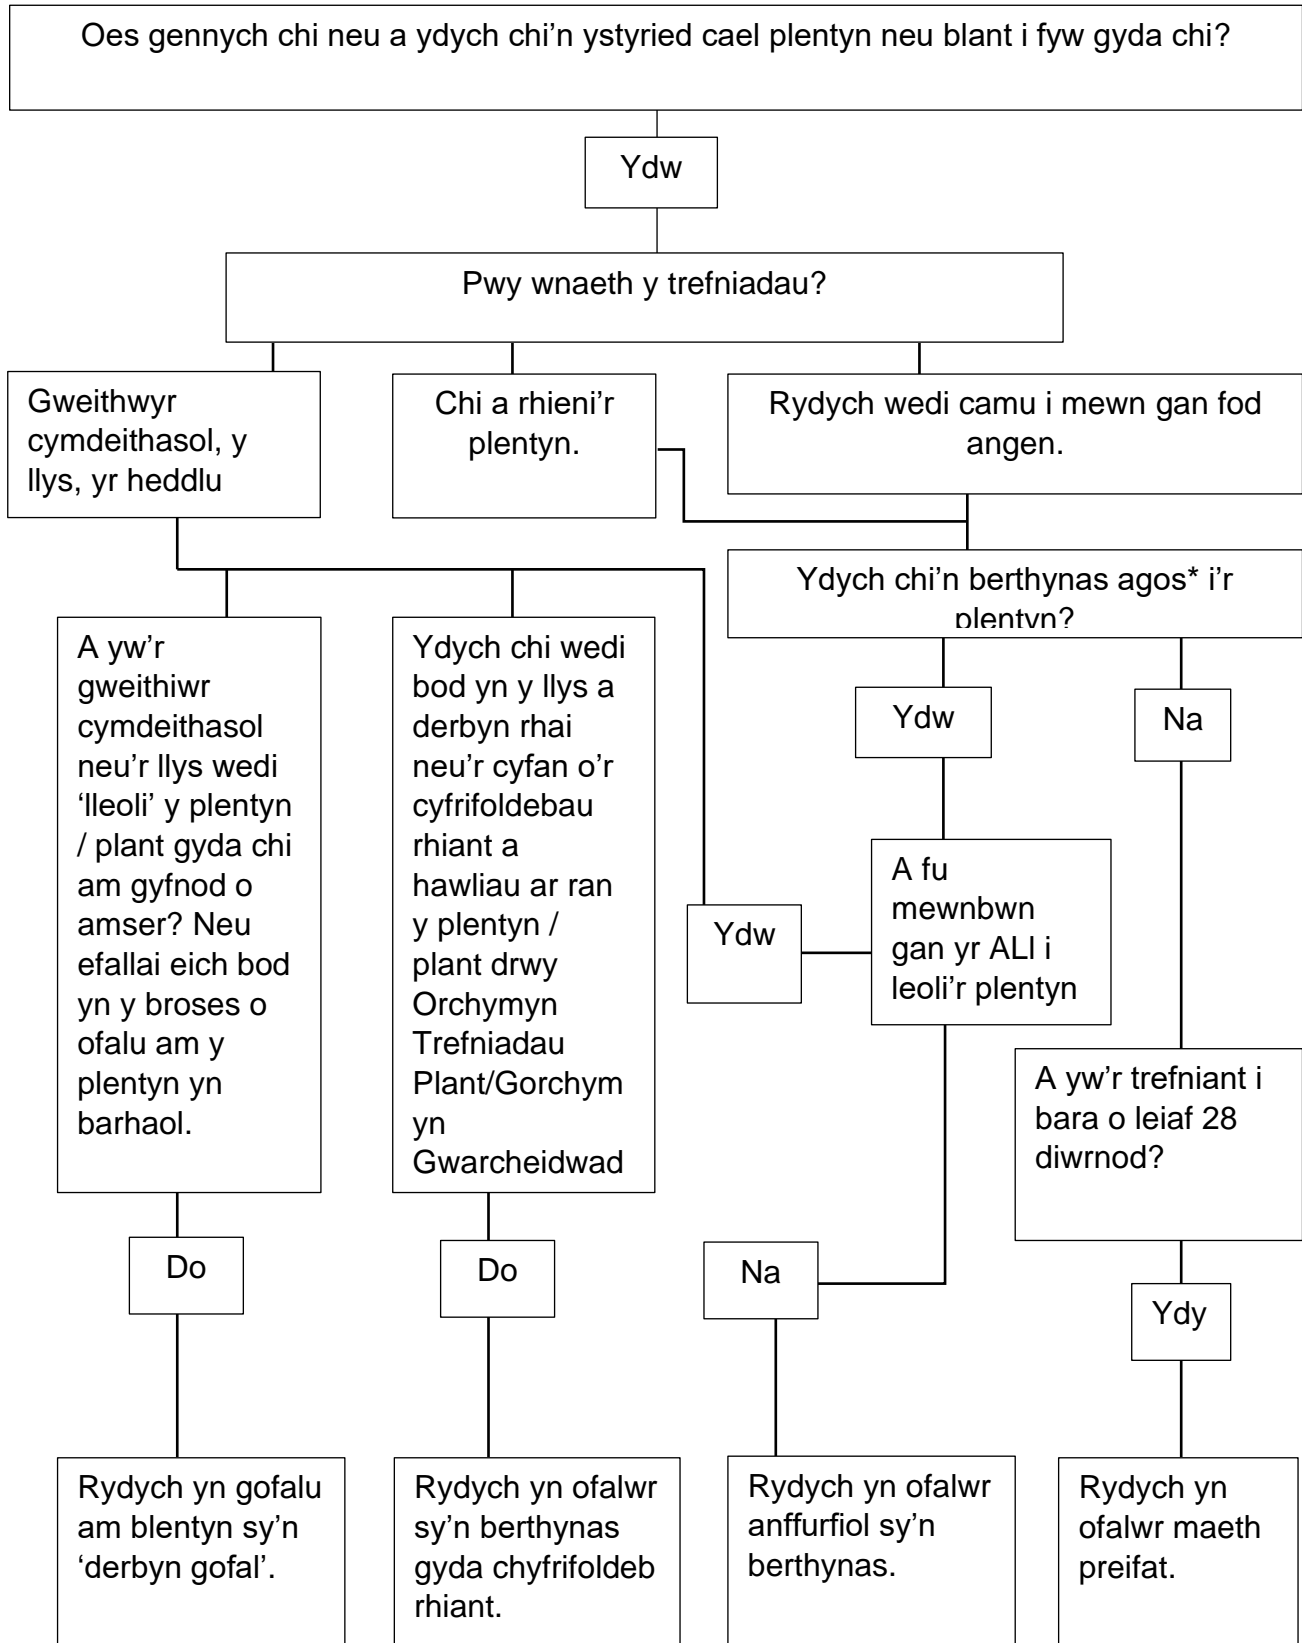 Oes gennych chi neu a ydych chi’n ystyried cael plentyn neu blant i fyw gyda chi?
Ydw
Pwy wnaeth y trefniadau?
Gweithwyr
cymdeithasol, y
llys, yr heddlu
Chi a rhieni’r
plentyn.
Rydych wedi camu i mewn gan fod
angen.
Ydych chi’n berthynas agos* i’r
plentyn?
Ydw
Na
A yw’r
gweithiwr
cymdeithasol
neu’r llys wedi
‘lleoli’ y plentyn
/ plant gyda chi
am gyfnod o
amser? Neu
efallai eich bod
yn y broses o
ofalu am y
plentyn yn
barhaol.
Ydych chi wedi
bod yn y llys a
derbyn rhai
neu’r cyfan o’r
cyfrifoldebau
rhiant a
hawliau ar ran
y plentyn /
plant drwy
Orchymyn
Trefniadau
Plant/Gorchym
yn
Gwarcheidwad
Ydw
A fu
mewnbwn
gan yr ALl i
leoli’r plentyn
A yw’r trefniant i
bara o leiaf 28
diwrnod?
Do
Do
Na
Ydy
Rydych yn gofalu
am blentyn sy’n
‘derbyn gofal’.
Rydych yn ofalwr
sy’n berthynas
gyda chyfrifoldeb
rhiant.
Rydych yn ofalwr
anffurfiol sy’n
berthynas.
Rydych yn
ofalwr maeth
preifat.